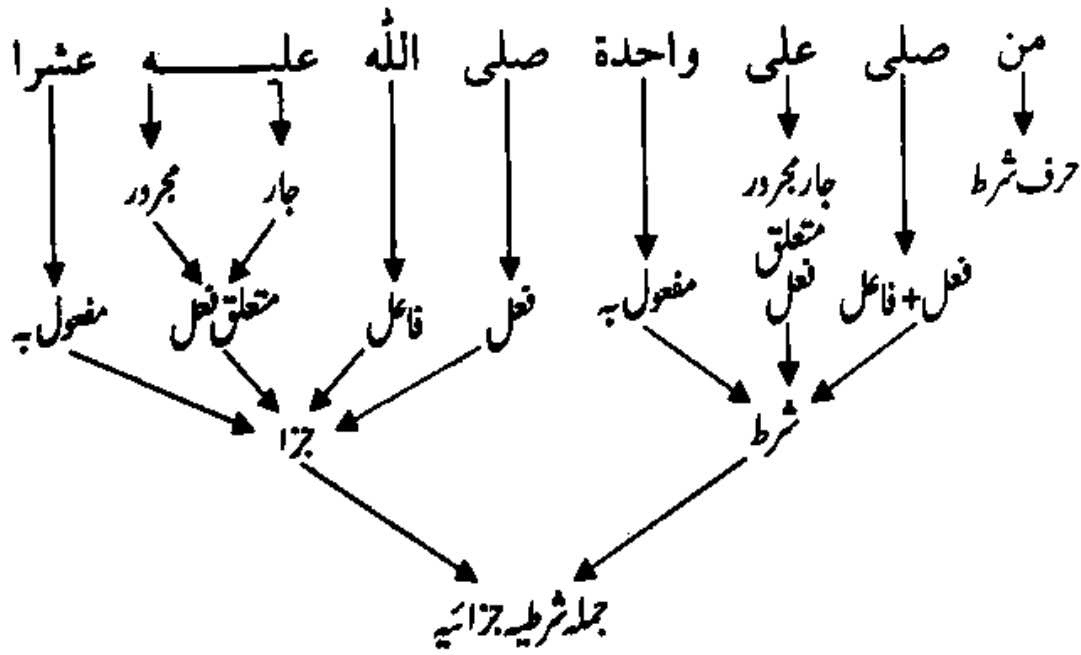 من صلى على واحدة صلى الله عليه عشرا
حرف شرط
جار مجرور
جار
مجرور
متعلق
فعل
فعل + فاعل
مفعول به
فعل
فاعل
متعلق فعل
مفعول به
شرط
جزا
جملہ شرطیہ جزائیہ